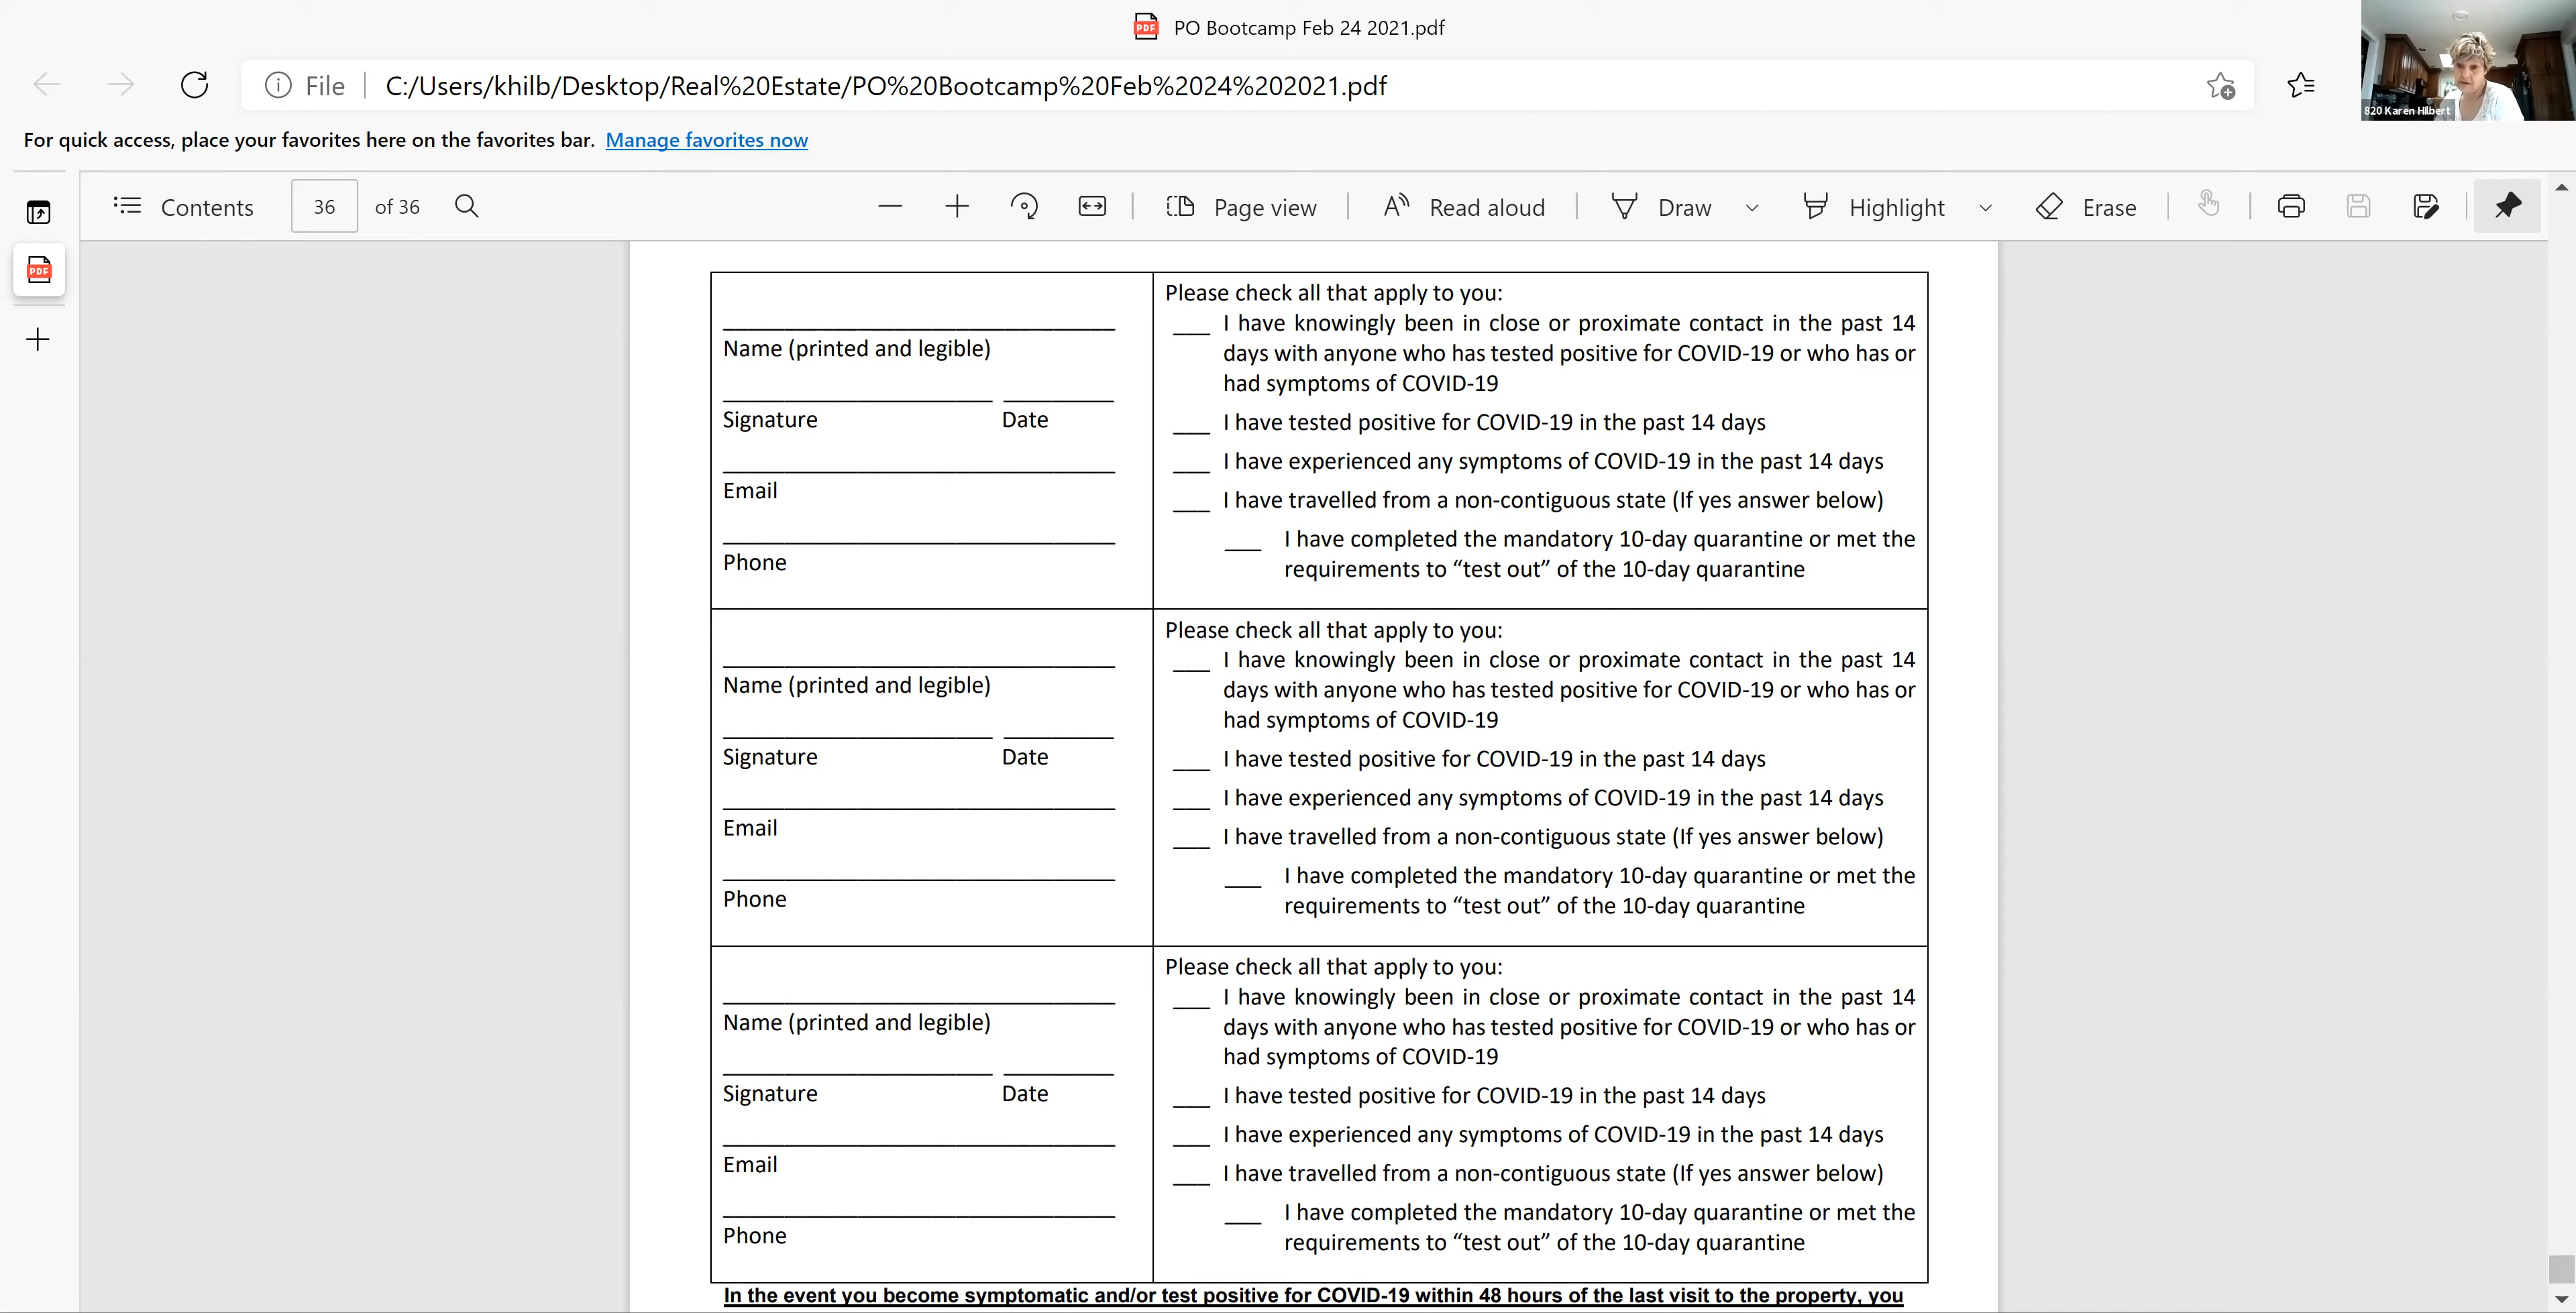 PO Bootcamp Feb 24 2021.pdf
File C:/Users/khilb/Desktop/Real%20Estate/PO%20Bootcamp%20Feb%2024%202021.pdf
820 Karen Hilbert
For quick access, place your favorites here on the favorites bar. Manage favorites now
Contents 36 of 36 Page view Read aloud Draw Highlight Erase
PDF
Name (printed and legible)
Signature Date
Email
Phone
Please check all that apply to you:
___ I have knowingly been in close or proximate contact in the past 14
days with anyone who has tested positive for COVID-19 or who has or
had symptoms of COVID-19
___ I have tested positive for COVID-19 in the past 14 days
___ I have experienced any symptoms of COVID-19 in the past 14 days
___ I have travelled from a non-contiguous state (If yes answer below)
___ I have completed the mandatory 10-day quarantine or met the
requirements to “test out” of the 10-day quarantine
Name (printed and legible)
Signature Date
Email
Phone
Please check all that apply to you:
___ I have knowingly been in close or proximate contact in the past 14
days with anyone who has tested positive for COVID-19 or who has or
had symptoms of COVID-19
___ I have tested positive for COVID-19 in the past 14 days
___ I have experienced any symptoms of COVID-19 in the past 14 days
___ I have travelled from a non-contiguous state (If yes answer below)
___ I have completed the mandatory 10-day quarantine or met the
requirements to “test out” of the 10-day quarantine
Name (printed and legible)
Signature Date
Email
Phone
Please check all that apply to you:
___ I have knowingly been in close or proximate contact in the past 14
days with anyone who has tested positive for COVID-19 or who has or
had symptoms of COVID-19
___ I have tested positive for COVID-19 in the past 14 days
___ I have experienced any symptoms of COVID-19 in the past 14 days
___ I have travelled from a non-contiguous state (If yes answer below)
___ I have completed the mandatory 10-day quarantine or met the
requirements to “test out” of the 10-day quarantine
In the event you become symptomatic and/or test positive for COVID-19 within 48 hours of the last visit to the property, you